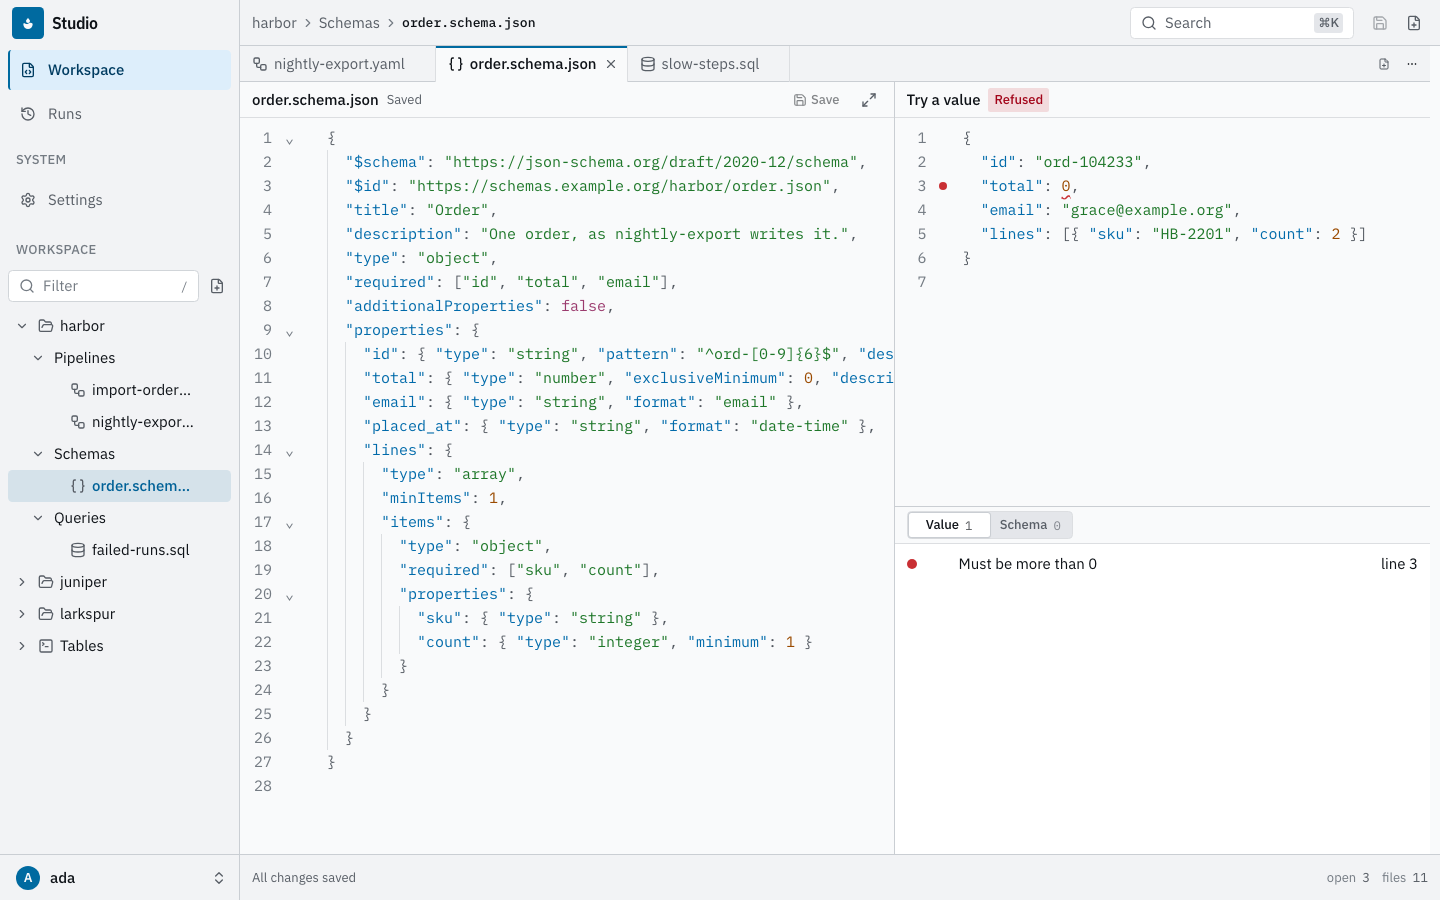 Studio
Workspace
Runs
SYSTEM
Settings
WORKSPACE
Filter /
harbor
Pipelines
import-order...
nightly-expor...
Schemas
order.schem...
Queries
failed-runs.sql
juniper
larkspur
Tables
A ada
harbor > Schemas > order.schema.json
Search ⌘K
nightly-export.yaml
order.schema.json
slow-steps.sql
order.schema.json Saved
Save
1 {
2 "$schema": "https://json-schema.org/draft/2020-12/schema",
3 "$id": "https://schemas.example.org/harbor/order.json",
4 "title": "Order",
5 "description": "One order, as nightly-export writes it.",
6 "type": "object",
7 "required": ["id", "total", "email"],
8 "additionalProperties": false,
9 "properties": {
10 "id": { "type": "string", "pattern": "^ord-[0-9]{6}$", "des
11 "total": { "type": "number", "exclusiveMinimum": 0, "descri
12 "email": { "type": "string", "format": "email" },
13 "placed_at": { "type": "string", "format": "date-time" },
14 "lines": {
15 "type": "array",
16 "minItems": 1,
17 "items": {
18 "type": "object",
19 "required": ["sku", "count"],
20 "properties": {
21 "sku": { "type": "string" },
22 "count": { "type": "integer", "minimum": 1 }
23 }
24 }
25 }
26 }
27 }
28
Try a value Refused
1 {
2 "id": "ord-104233",
3 "total": 0,
4 "email": "grace@example.org",
5 "lines": [{ "sku": "HB-2201", "count": 2 }]
6 }
7
Value 1 Schema 0
Must be more than 0 line 3
All changes saved
open 3 files 11